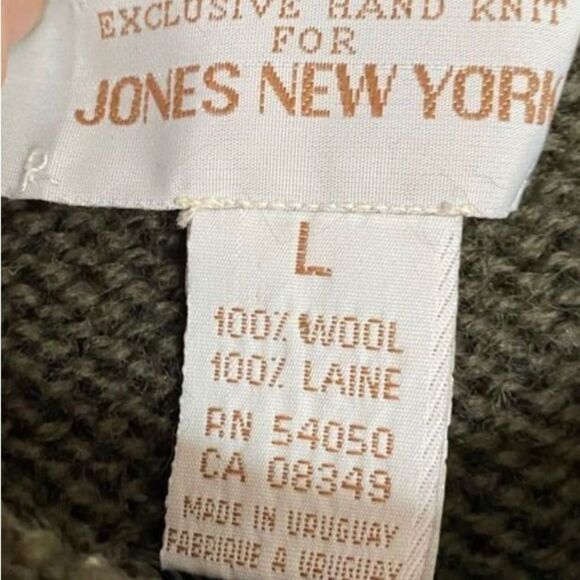 EXCLUSIVE HAND KNIT
FOR
JONES NEW YORK
L
100% WOOL
100% LAINE
RN 54050
CA 08349
MADE IN URUGUAY
FABRIQUE A URUGUAY